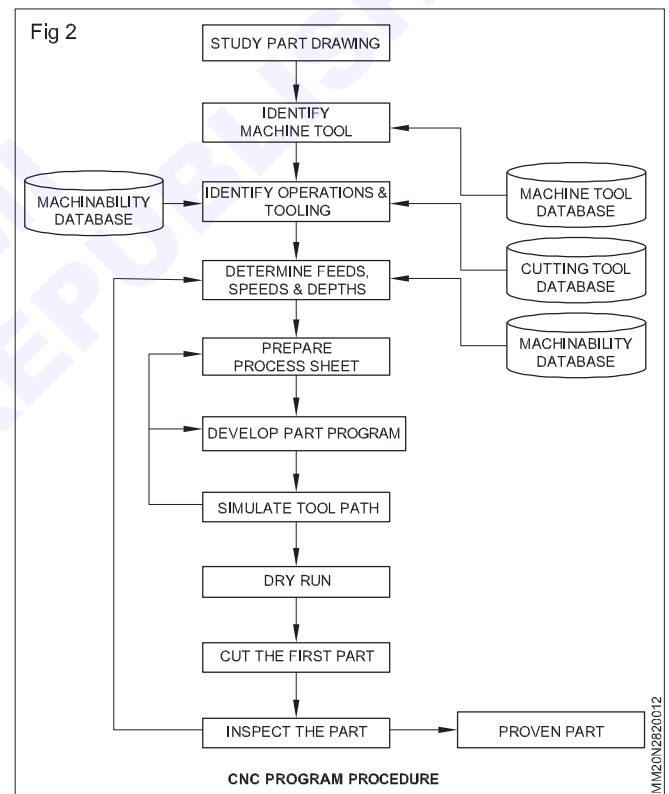 Fig 2
STUDY PART DRAWING
IDENTIFY
MACHINE TOOL
MACHINABILITY
DATABASE
IDENTIFY OPERATIONS &
TOOLING
MACHINE TOOL
DATABASE
CUTTING TOOL
DATABASE
DETERMINE FEEDS,
SPEEDS & DEPTHS
MACHINABILITY
DATABASE
PREPARE
PROCESS SHEET
DEVELOP PART PROGRAM
SIMULATE TOOL PATH
DRY RUN
CUT THE FIRST PART
INSPECT THE PART
PROVEN PART
CNC PROGRAM PROCEDURE
MM20N2820012
REPUBLISH